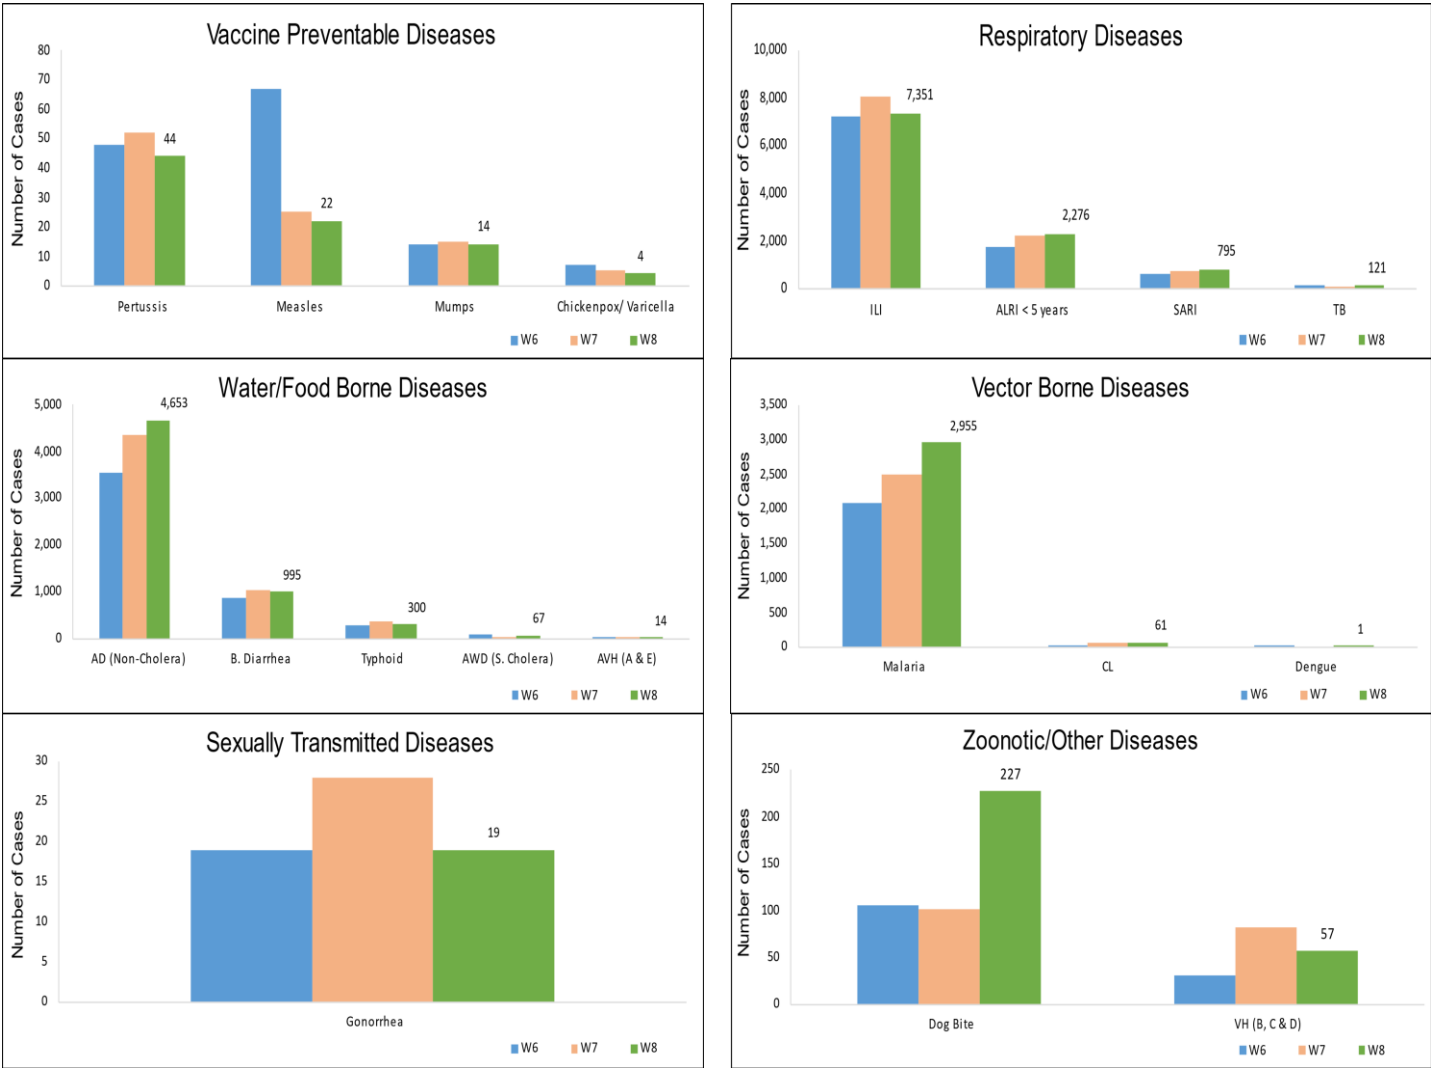 Vaccine Preventable Diseases
Number of Cases
80
70
60
50
40
30
20
10
0
44
22
14
4
Pertussis
Measles
Mumps
Chickenpox/ Varicella
W6 W7 W8
Respiratory Diseases
Number of Cases
10,000
8,000
6,000
4,000
2,000
0
7,351
2,276
795
121
ILI
ALRI < 5 years
SARI
TB
W6 W7 W8
Water/Food Borne Diseases
Number of Cases
5,000
4,000
3,000
2,000
1,000
0
4,653
995
300
67
14
AD (Non-Cholera)
B. Diarrhea
Typhoid
AWD (S. Cholera)
AVH (A & E)
W6 W7 W8
Vector Borne Diseases
Number of Cases
3,500
3,000
2,500
2,000
1,500
1,000
500
0
2,955
61
1
Malaria
CL
Dengue
W6 W7 W8
Sexually Transmitted Diseases
Number of Cases
30
25
20
15
10
5
0
19
Gonorrhea
W6 W7 W8
Zoonotic/Other Diseases
Number of Cases
250
200
150
100
50
0
227
57
Dog Bite
VH (B, C & D)
W6 W7 W8